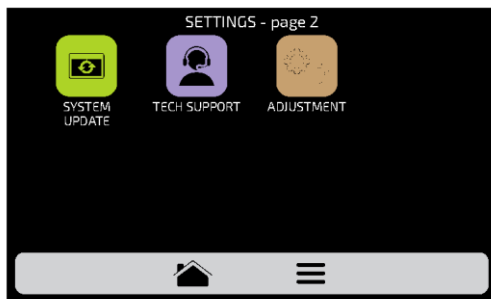 SETTINGS - page 2
SYSTEM
UPDATE
TECH SUPPORT
ADJUSTMENT